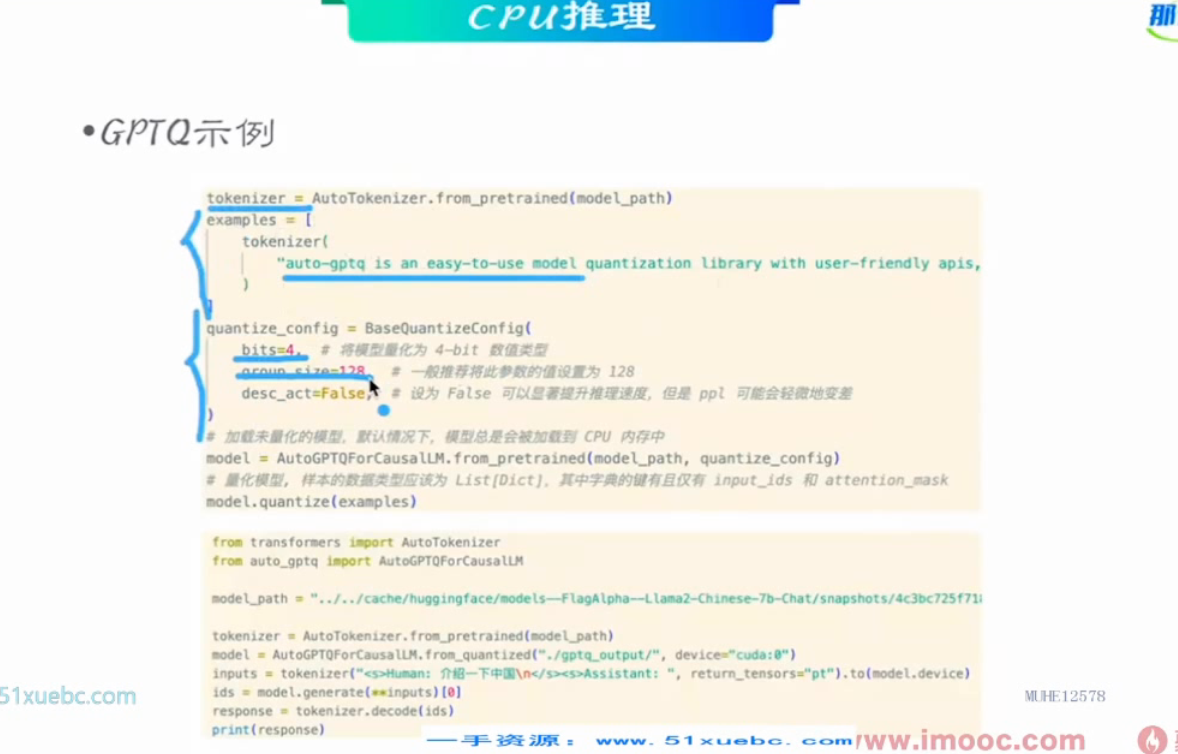 CPU推理
那
•GPTQ示例
tokenizer = AutoTokenizer.from_pretrained(model_path)
examples = [
tokenizer(
"auto-gptq is an easy-to-use model quantization library with user-friendly apis,
)
]
quantize_config = BaseQuantizeConfig(
bits=4, # 将模型量化为 4-bit 数值类型
group_size=128, # 一般推荐将此参数的值设置为 128
desc_act=False, # 设为 False 可以显著提升推理速度，但是 ppl 可能会轻微地变差
)
# 加载未量化的模型，默认情况下，模型总是会被加载到 CPU 内存中
model = AutoGPTQForCausalLM.from_pretrained(model_path, quantize_config)
# 量化模型, 样本的数据类型应该为 List[Dict]，其中字典的键有且仅有 input_ids 和 attention_mask
model.quantize(examples)
from transformers import AutoTokenizer
from auto_gptq import AutoGPTQForCausalLM
model_path = "../../cache/huggingface/models--FlagAlpha--Llama2-Chinese-7b-Chat/snapshots/4c3bc725f71
tokenizer = AutoTokenizer.from_pretrained(model_path)
model = AutoGPTQForCausalLM.from_quantized("./gptq_output/", device="cuda:0")
inputs = tokenizer("<s>Human: 介绍一下中国\n</s><s>Assistant: ", return_tensors="pt").to(model.device)
ids = model.generate(**inputs)[0]
response = tokenizer.decode(ids)
print(response)
51xuebc.com
MUHE12578
一手资源：www.51xuebc.com
www.imooc.com